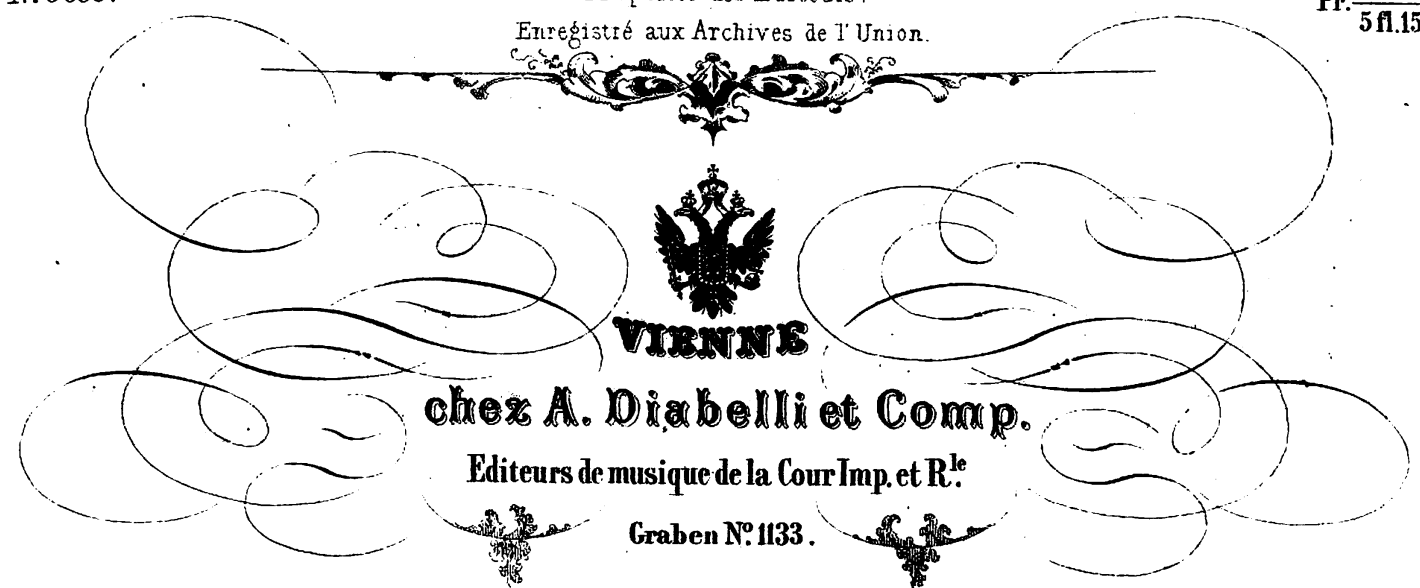 Enregistré aux Archives de l'Union.
5 fl.15
VIENNE
chez A. Diabelli et Comp.
Editeurs de musique de la Cour Imp. et R.le
Graben No. 1133.